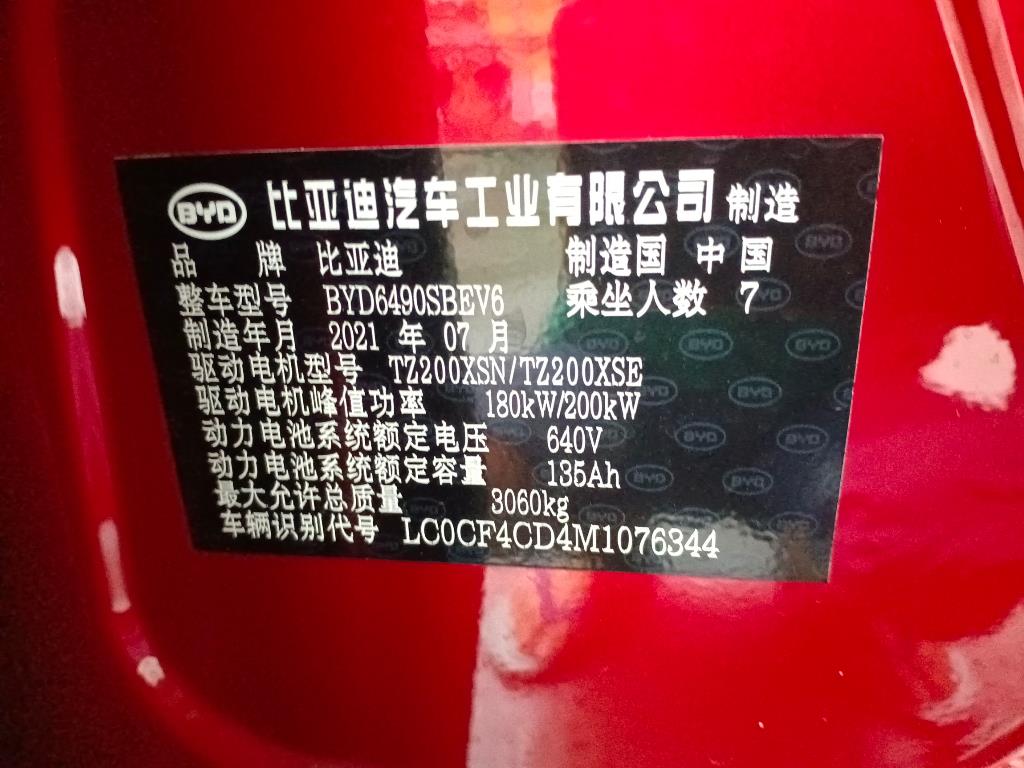 BYD 比亚迪汽车工业有限公司 制造
品 牌 比亚迪 制造国 中国
整车型号 BYD6490SBEV6 乘坐人数 7
制造年月 2021 年 07 月
驱动电机型号 TZ200XSN/TZ200XSE
驱动电机峰值功率 180kW/200kW
动力电池系统额定电压 640V
动力电池系统额定容量 135Ah
最大允许总质量 3060kg
车辆识别代号 LC0CF4CD4M1076344